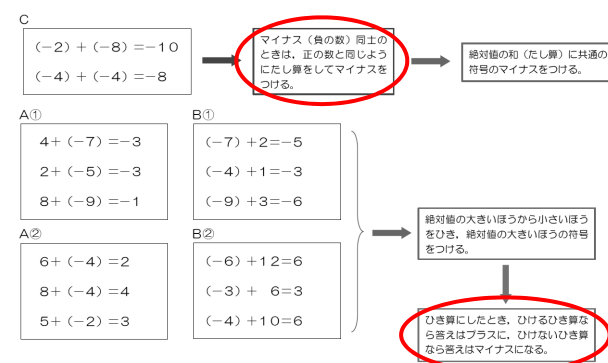 C
(−2)+(−8)=−10
(−4)+(−4)=−8
マイナス(負の数)同士の
ときは,正の数と同じよう
にたし算をしてマイナスを
つける。
絶対値の和(たし算)に共通の
符号のマイナスをつける。
A①
4+(−7)=−3
2+(−5)=−3
8+(−9)=−1
B①
(−7)+2=−5
(−4)+1=−3
(−9)+3=−6
A②
6+(−4)=2
8+(−4)=4
5+(−2)=3
B②
(−6)+12=6
(−3)+ 6=3
(−4)+10=6
絶対値の大きいほうから小さいほう
をひき,絶対値の大きいほうの符号
をつける。
ひき算にしたとき,ひけるひき算な
ら答えはプラスに,ひけないひき算
なら答えはマイナスになる。